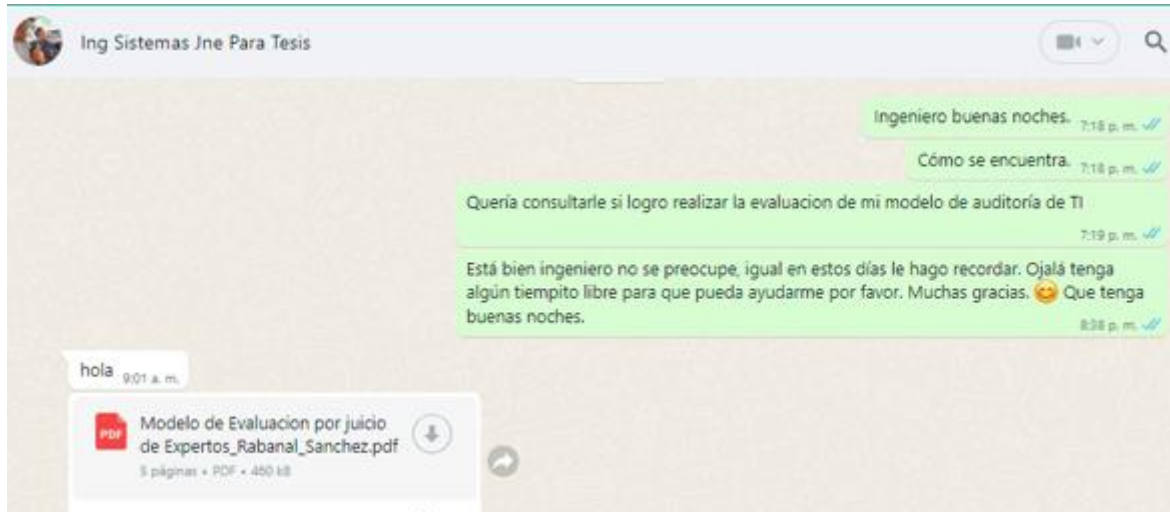 Ing Sistemas Jne Para Tesis
Ingeniero buenas noches. 7:18 p. m.
Cómo se encuentra. 7:18 p. m.
Quería consultarle si logro realizar la evaluacion de mi modelo de auditoría de TI
7:19 p. m.
Está bien ingeniero no se preocupe, igual en estos días le hago recordar. Ojalá tenga
algún tiempito libre para que pueda ayudarme por favor. Muchas gracias. 😊 Que tenga
buenas noches.
8:38 p. m.
hola 9:01 a. m.
PDF
Modelo de Evaluacion por juicio
de Expertos_Rabanal_Sanchez.pdf
5 páginas • PDF • 460 kB